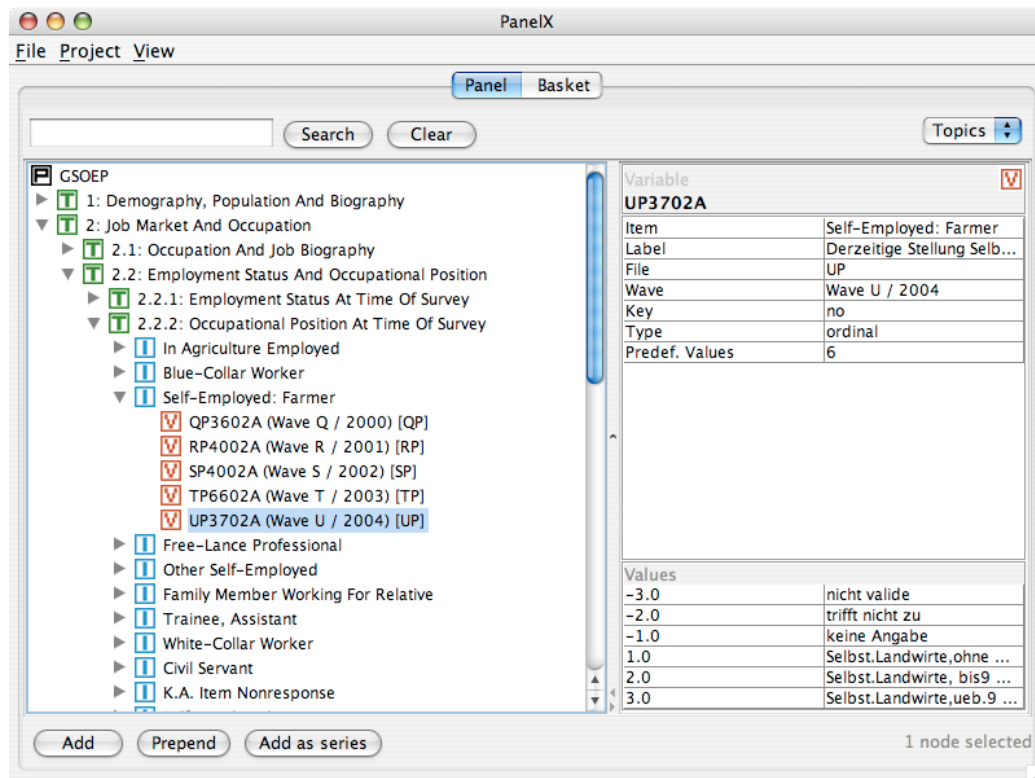 PanelX
File Project View
Panel Basket
Search Clear Topics
GSOEP
1: Demography, Population And Biography
2: Job Market And Occupation
2.1: Occupation And Job Biography
2.2: Employment Status And Occupational Position
2.2.1: Employment Status At Time Of Survey
2.2.2: Occupational Position At Time Of Survey
In Agriculture Employed
Blue-Collar Worker
Self-Employed: Farmer
QP3602A (Wave Q / 2000) [QP]
RP4002A (Wave R / 2001) [RP]
SP4002A (Wave S / 2002) [SP]
TP6602A (Wave T / 2003) [TP]
UP3702A (Wave U / 2004) [UP]
Free-Lance Professional
Other Self-Employed
Family Member Working For Relative
Trainee, Assistant
White-Collar Worker
Civil Servant
K.A. Item Nonresponse
Variable
UP3702A
Item Self-Employed: Farmer
Label Derzeitige Stellung Selb...
File UP
Wave Wave U / 2004
Key no
Type ordinal
Predef. Values 6
Values
-3.0 nicht valide
-2.0 trifft nicht zu
-1.0 keine Angabe
1.0 Selbst.Landwirte,ohne ...
2.0 Selbst.Landwirte, bis9 ...
3.0 Selbst.Landwirte,ueb.9 ...
Add Prepend Add as series 1 node selected